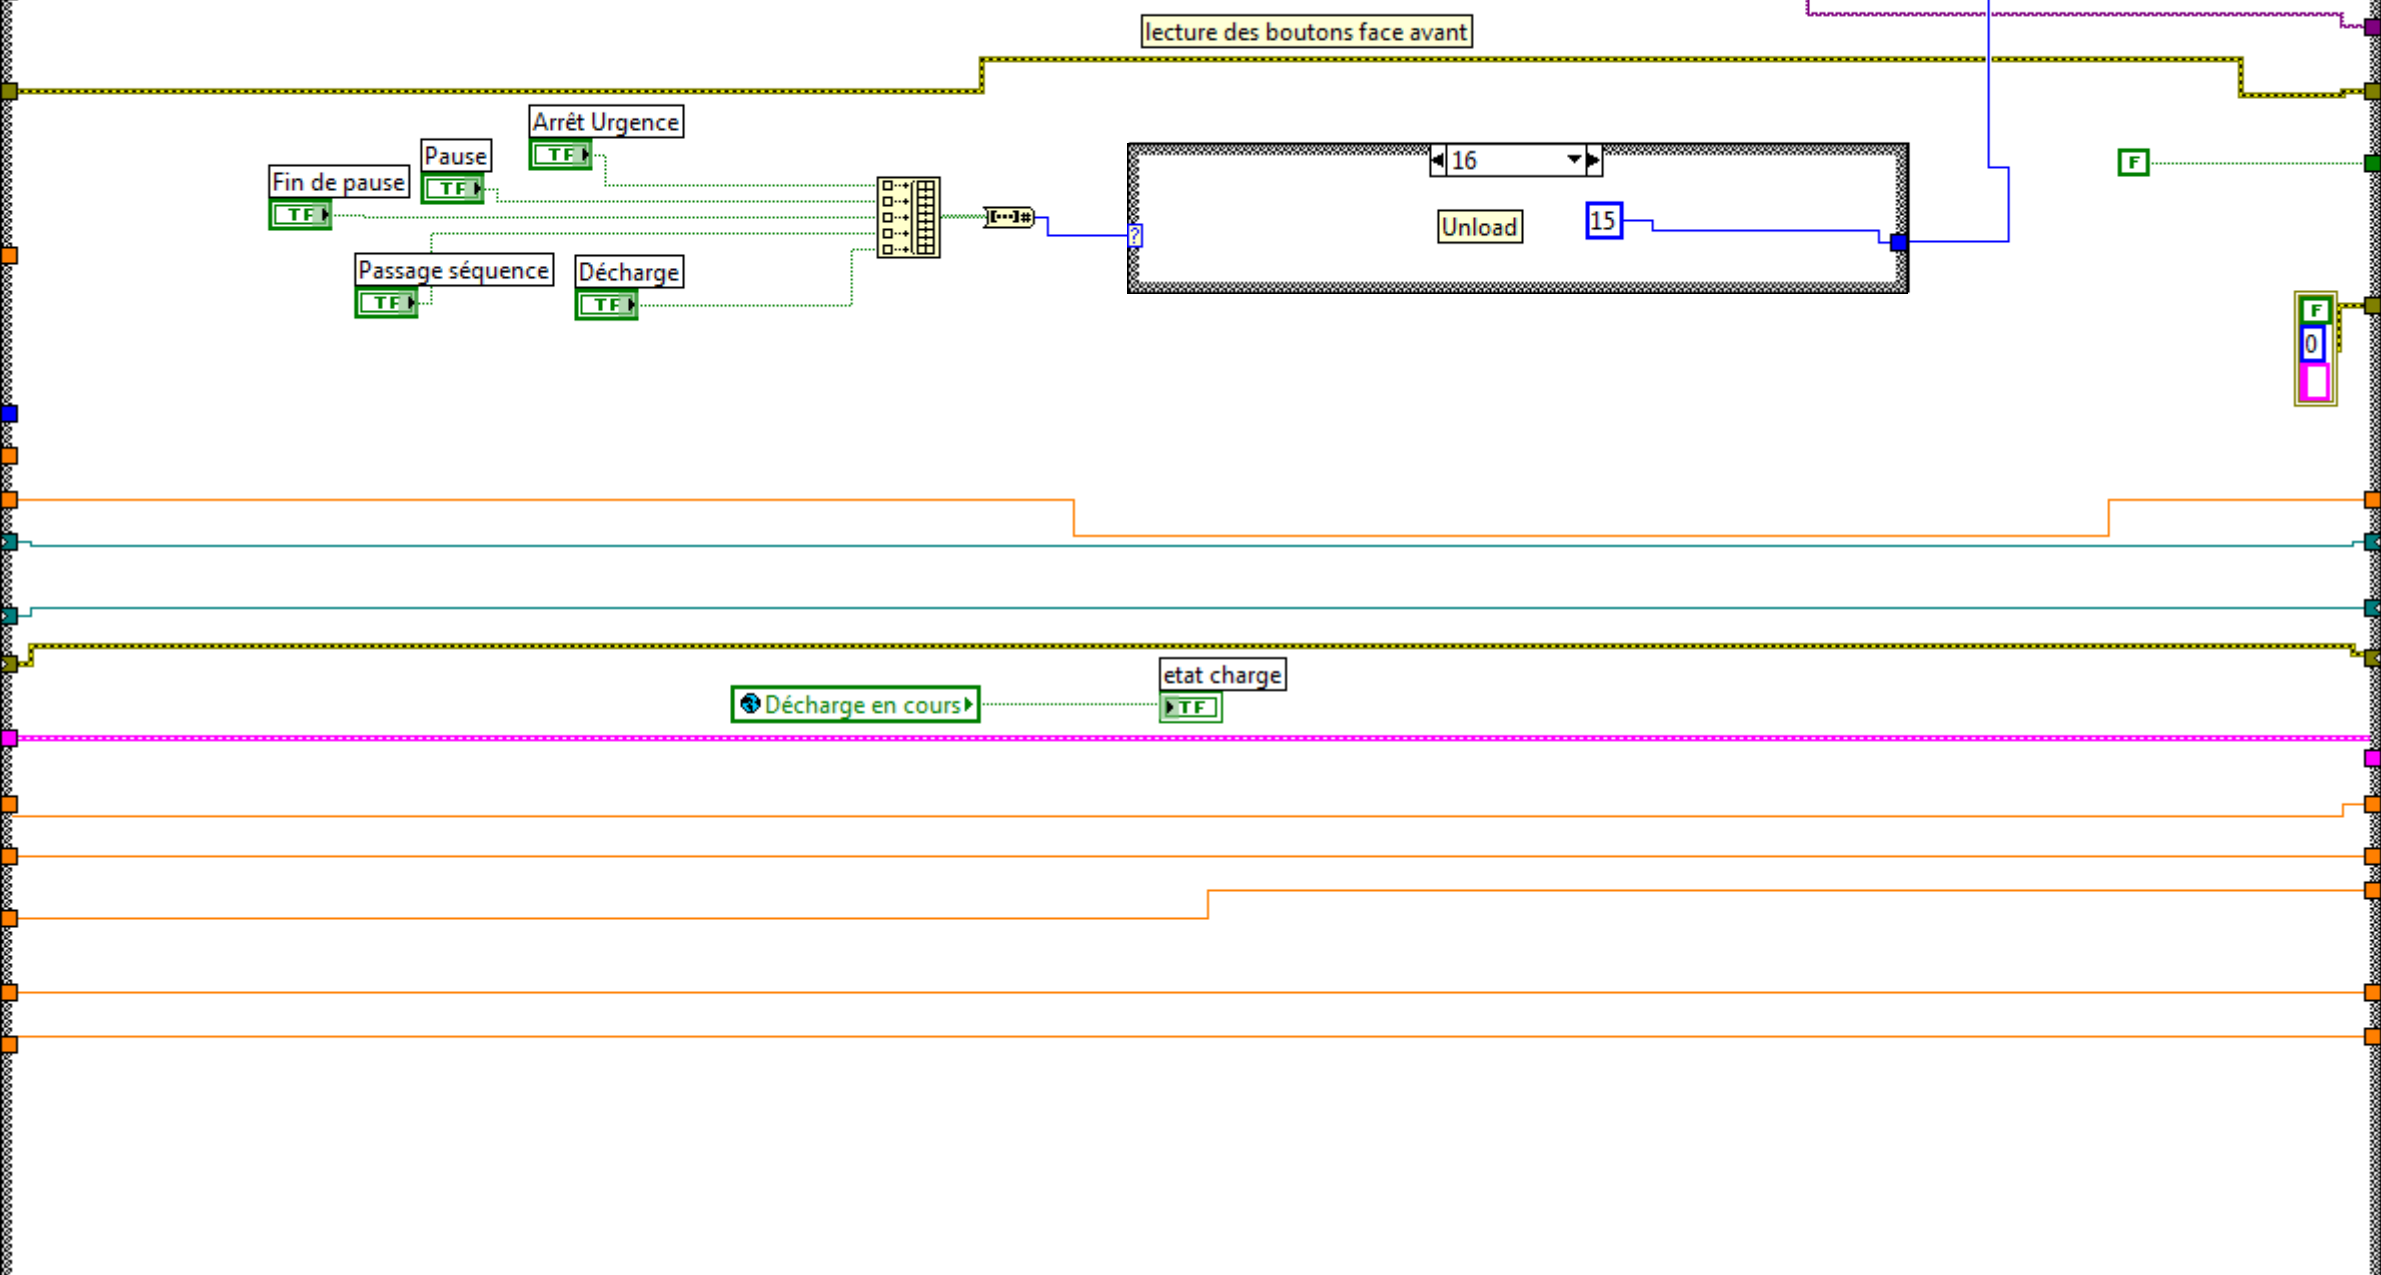 lecture des boutons face avant
Arrêt Urgence
TF
Pause
TF
Fin de pause
TF
Passage séquence
TF
Décharge
TF
[...]#
?
16
Unload
15
F
F
0
Décharge en cours
etat charge
TF